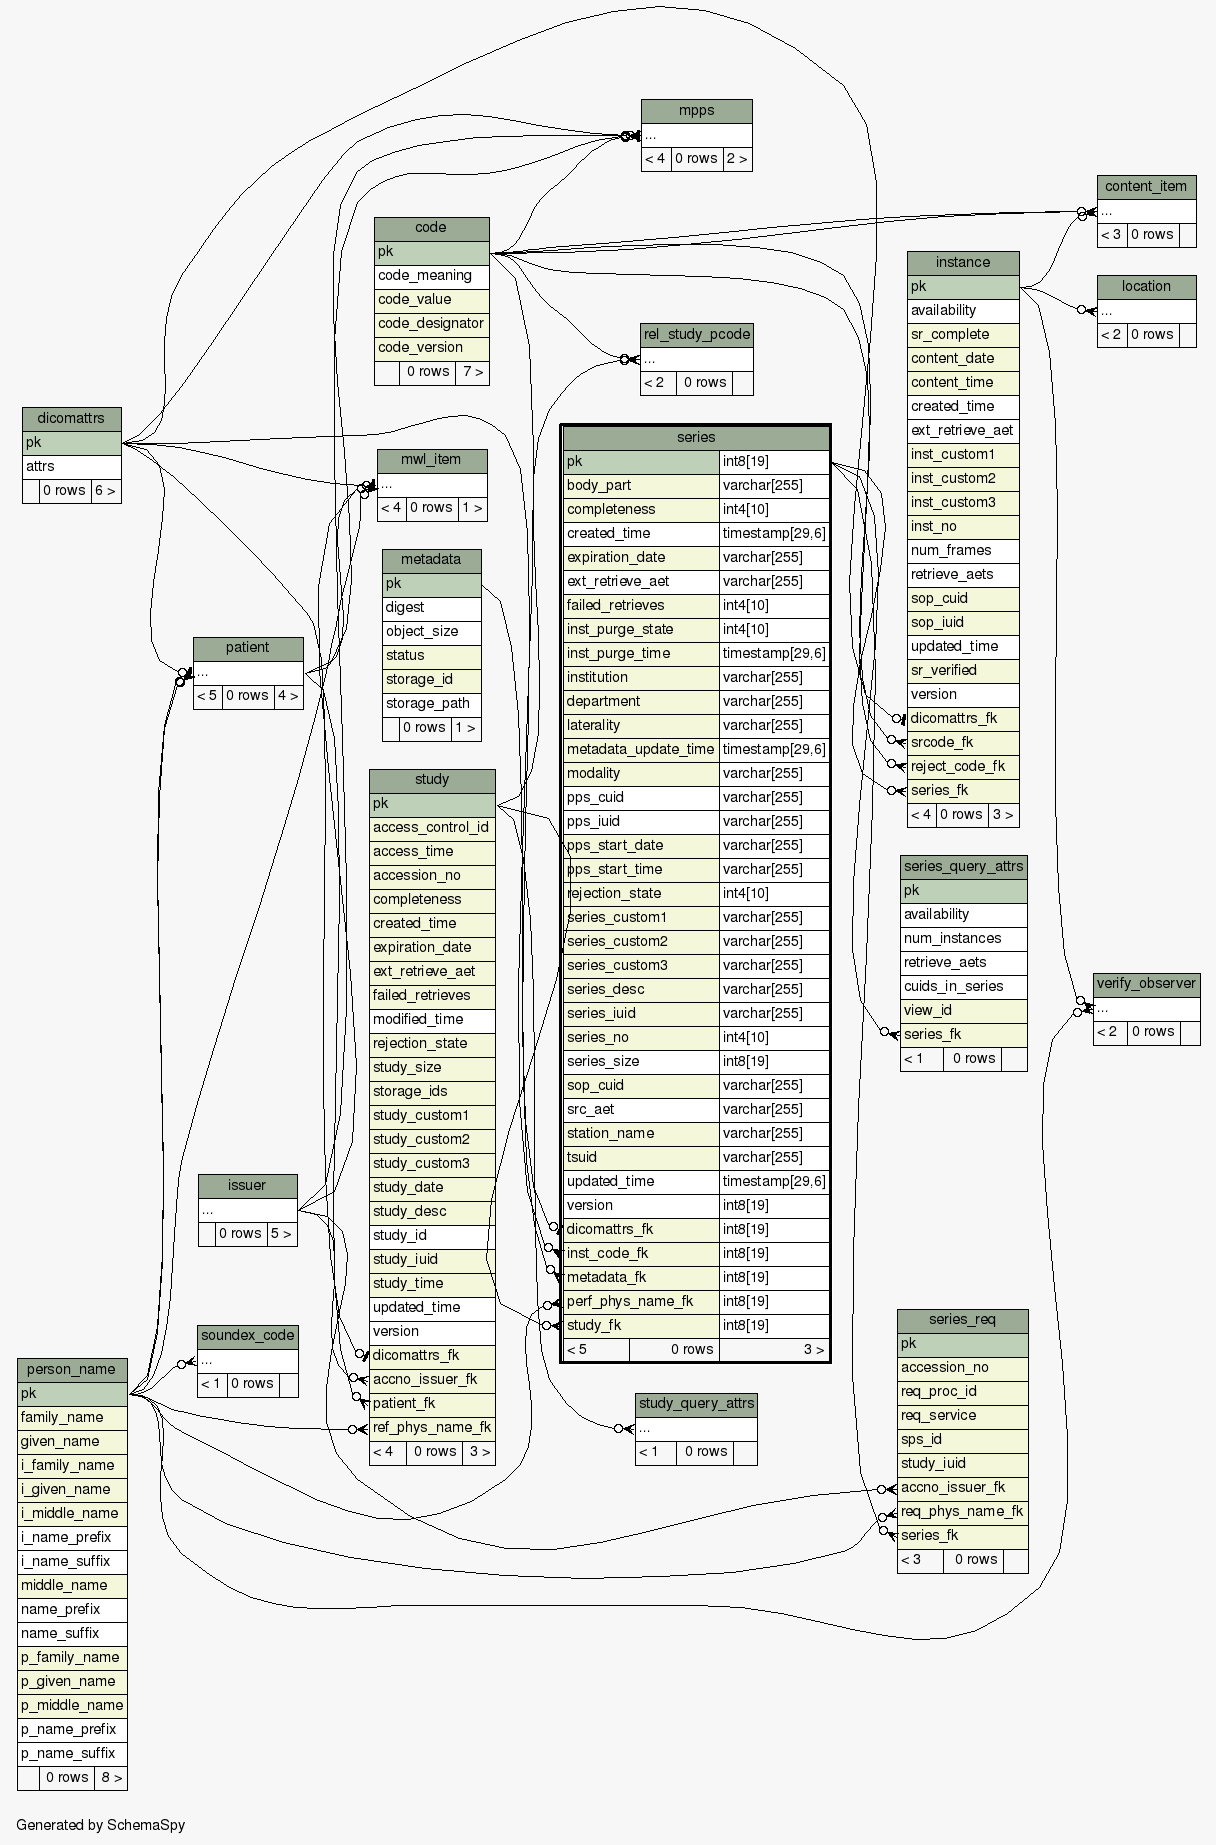 mpps
...
< 4 0 rows 2 >
content_item
...
< 3 0 rows
code
pk
code_meaning
code_value
code_designator
code_version
0 rows 7 >
instance
pk
availability
sr_complete
content_date
content_time
created_time
ext_retrieve_aet
inst_custom1
inst_custom2
inst_custom3
inst_no
num_frames
retrieve_aets
sop_cuid
sop_iuid
updated_time
sr_verified
version
dicomattrs_fk
srcode_fk
reject_code_fk
series_fk
< 4 0 rows 3 >
location
...
< 2 0 rows
rel_study_pcode
...
< 2 0 rows
dicomattrs
pk
attrs
0 rows 6 >
series
pk int8[19]
body_part varchar[255]
completeness int4[10]
created_time timestamp[29,6]
expiration_date varchar[255]
ext_retrieve_aet varchar[255]
failed_retrieves int4[10]
inst_purge_state int4[10]
inst_purge_time timestamp[29,6]
institution varchar[255]
department varchar[255]
laterality varchar[255]
metadata_update_time timestamp[29,6]
modality varchar[255]
pps_cuid varchar[255]
pps_iuid varchar[255]
pps_start_date varchar[255]
pps_start_time varchar[255]
rejection_state int4[10]
series_custom1 varchar[255]
series_custom2 varchar[255]
series_custom3 varchar[255]
series_desc varchar[255]
series_iuid varchar[255]
series_no int4[10]
series_size int8[19]
sop_cuid varchar[255]
src_aet varchar[255]
station_name varchar[255]
tsuid varchar[255]
updated_time timestamp[29,6]
version int8[19]
dicomattrs_fk int8[19]
inst_code_fk int8[19]
metadata_fk int8[19]
perf_phys_name_fk int8[19]
study_fk int8[19]
< 5 0 rows 3 >
mwl_item
...
< 4 0 rows 1 >
metadata
pk
digest
object_size
status
storage_id
storage_path
0 rows 1 >
patient
...
< 5 0 rows 4 >
study
pk
access_control_id
access_time
accession_no
completeness
created_time
expiration_date
ext_retrieve_aet
failed_retrieves
modified_time
rejection_state
study_size
storage_ids
study_custom1
study_custom2
study_custom3
study_date
study_desc
study_id
study_iuid
study_time
updated_time
version
dicomattrs_fk
accno_issuer_fk
patient_fk
ref_phys_name_fk
< 4 0 rows 3 >
series_query_attrs
pk
availability
num_instances
retrieve_aets
cuids_in_series
view_id
series_fk
< 1 0 rows
verify_observer
...
< 2 0 rows
issuer
...
0 rows 5 >
soundex_code
...
< 1 0 rows
series_req
pk
accession_no
req_proc_id
req_service
sps_id
study_iuid
accno_issuer_fk
req_phys_name_fk
series_fk
< 3 0 rows
person_name
pk
family_name
given_name
i_family_name
i_given_name
i_middle_name
i_name_prefix
i_name_suffix
middle_name
name_prefix
name_suffix
p_family_name
p_given_name
p_middle_name
p_name_prefix
p_name_suffix
0 rows 8 >
study_query_attrs
...
< 1 0 rows
Generated by SchemaSpy